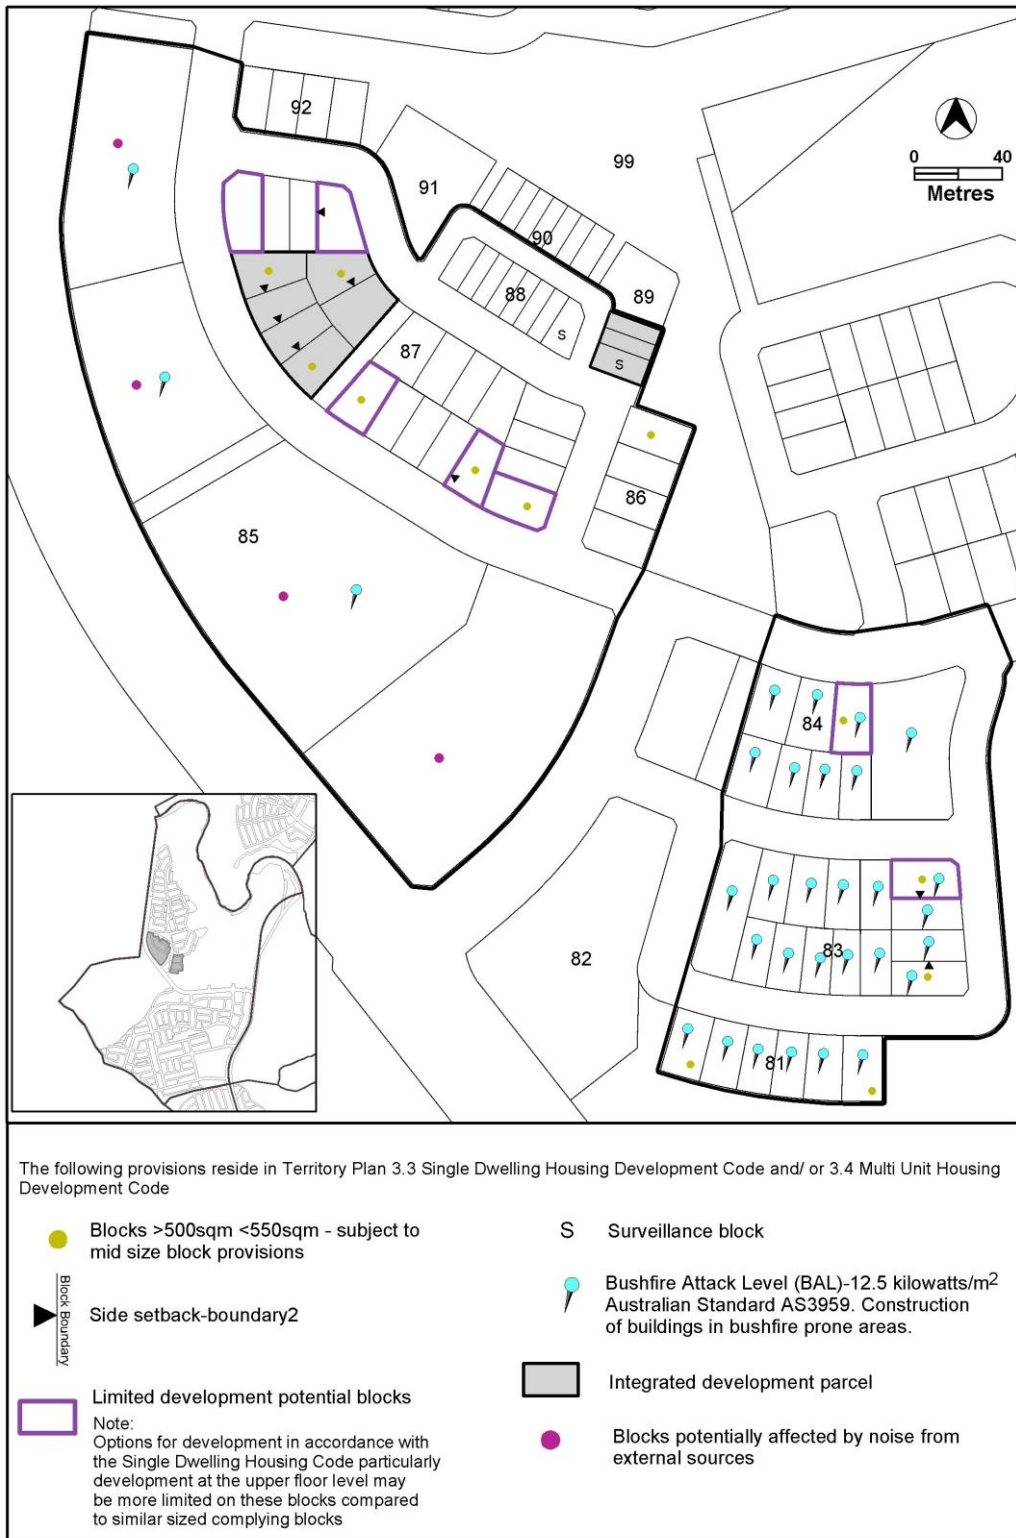 92
99
0 40
Metres
91
90
88
89
S
S
87
86
85
84
83
82
81
The following provisions reside in Territory Plan 3.3 Single Dwelling Housing Development Code and/ or 3.4 Multi Unit Housing
Development Code
Blocks >500sqm <550sqm - subject to
mid size block provisions
Block Boundary
Side setback-boundary2
Limited development potential blocks
Note:
Options for development in accordance with
the Single Dwelling Housing Code particularly
development at the upper floor level may
be more limited on these blocks compared
to similar sized complying blocks
S Surveillance block
Bushfire Attack Level (BAL)-12.5 kilowatts/m2
Australian Standard AS3959. Construction
of buildings in bushfire prone areas.
Integrated development parcel
Blocks potentially affected by noise from
external sources